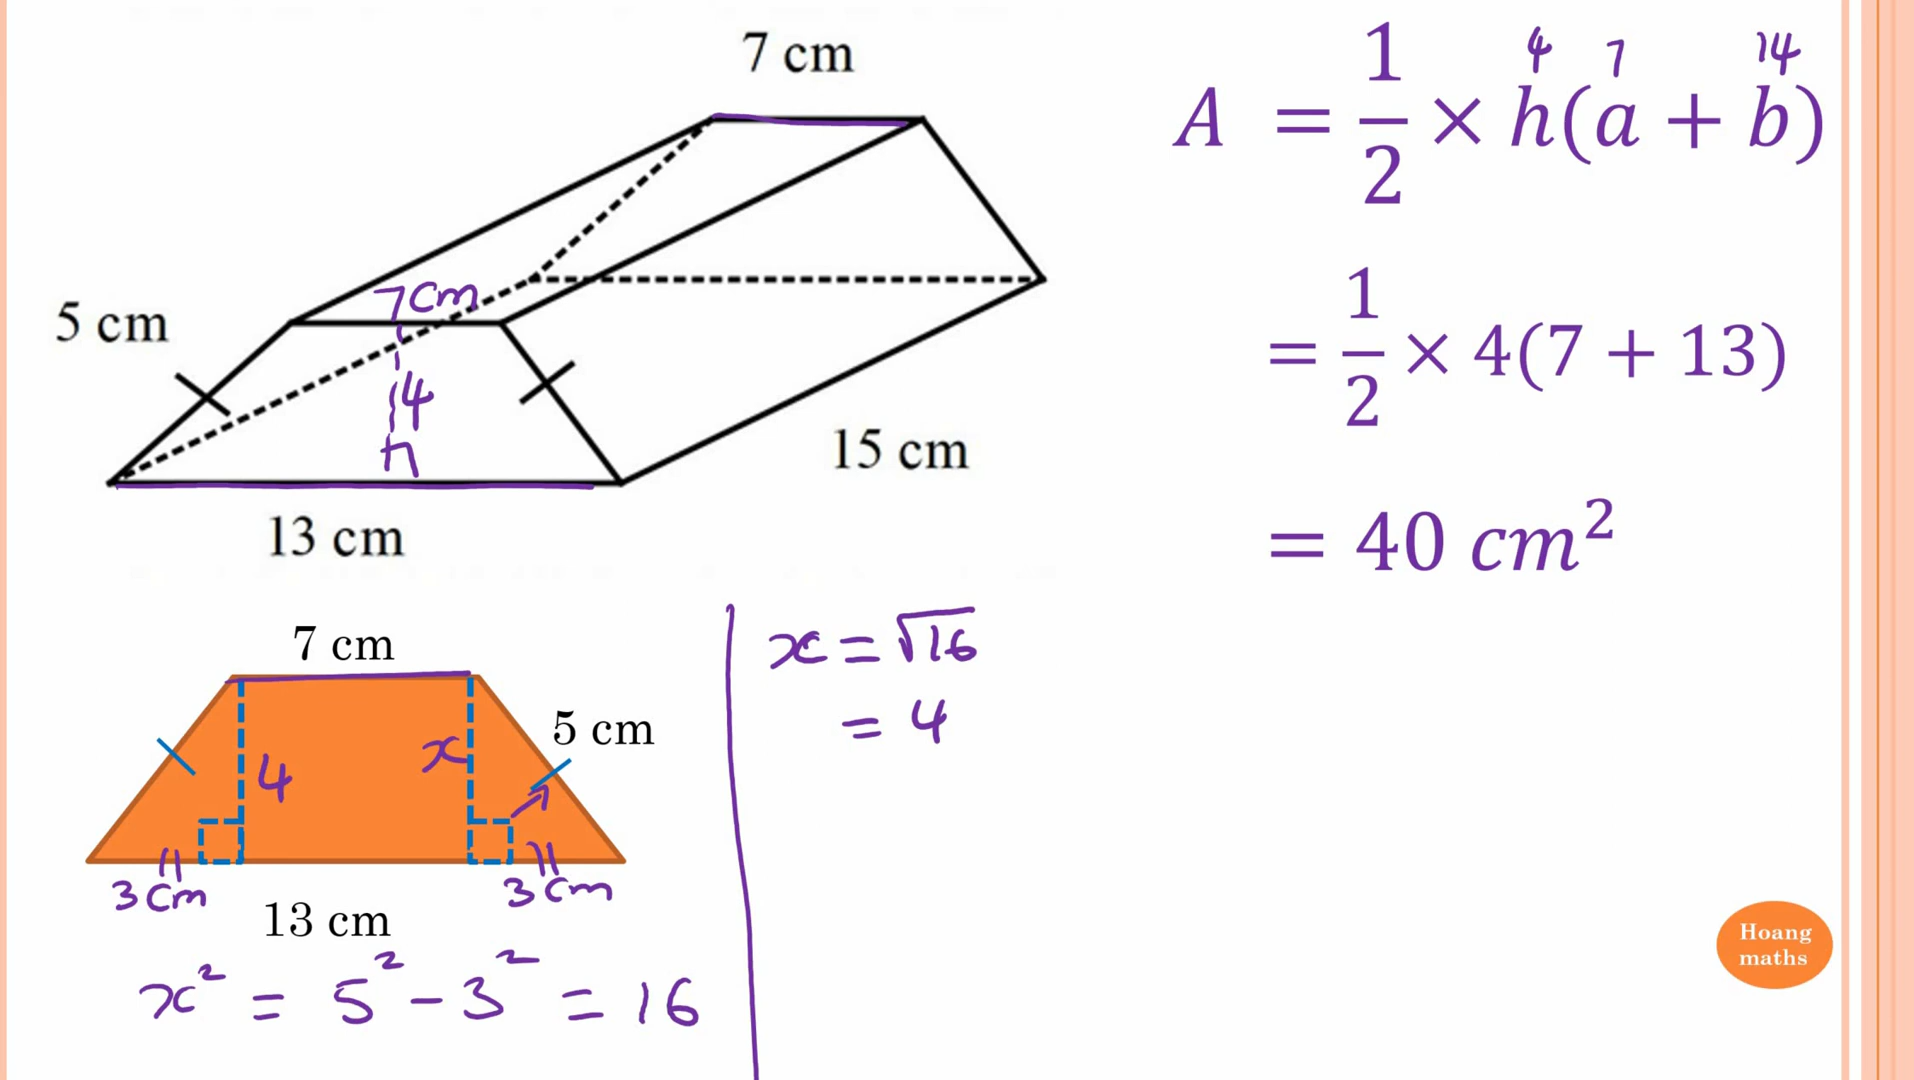 7 cm
4 7 14
A = 1/2 × h(a + b)
5 cm
7cm
= 1/2 × 4(7 + 13)
4
h
15 cm
13 cm
= 40 cm²
7 cm
x = √16
5 cm
= 4
4
x
3cm
3cm
13 cm
x² = 5² - 3² = 16
Hoang
maths